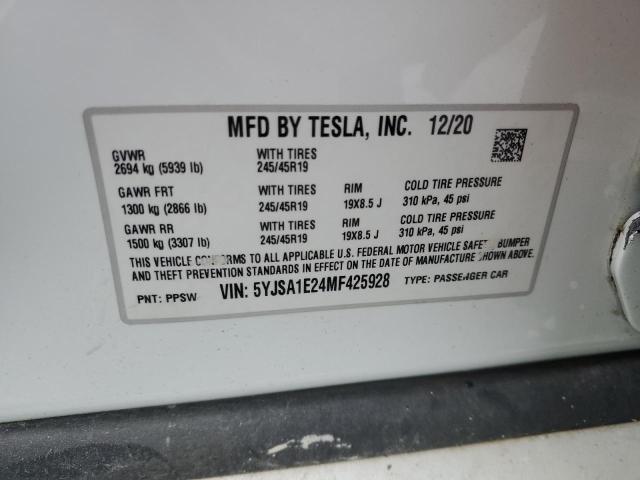 MFD BY TESLA, INC. 12/20
GVWR WITH TIRES
2694 kg (5939 lb) 245/45R19
GAWR FRT WITH TIRES RIM COLD TIRE PRESSURE
1300 kg (2866 lb) 245/45R19 19X8.5 J 310 kPa, 45 psi
GAWR RR WITH TIRES RIM COLD TIRE PRESSURE
1500 kg (3307 lb) 245/45R19 19X8.5 J 310 kPa, 45 psi
THIS VEHICLE CONFORMS TO ALL APPLICABLE U.S. FEDERAL MOTOR VEHICLE BUMPER
AND THEFT PREVENTION STANDARDS IN EFFECT ON THE DATE OF MANUFACTURE ABOVE.
PNT: PPSW VIN: 5YJSA1E24MF425928 TYPE: PASSENGER CAR